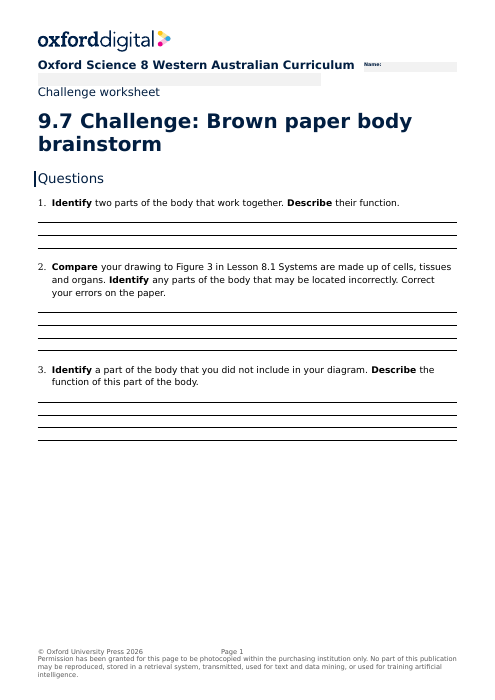 oxforddigital
Oxford Science 8 Western Australian Curriculum Name:
Challenge worksheet
9.7 Challenge: Brown paper body
brainstorm
Questions
1. Identify two parts of the body that work together. Describe their function.
2. Compare your drawing to Figure 3 in Lesson 8.1 Systems are made up of cells, tissues
and organs. Identify any parts of the body that may be located incorrectly. Correct
your errors on the paper.
3. Identify a part of the body that you did not include in your diagram. Describe the
function of this part of the body.
© Oxford University Press 2026 Page 1
Permission has been granted for this page to be photocopied within the purchasing institution only. No part of this publication
may be reproduced, stored in a retrieval system, transmitted, used for text and data mining, or used for training artificial
intelligence.